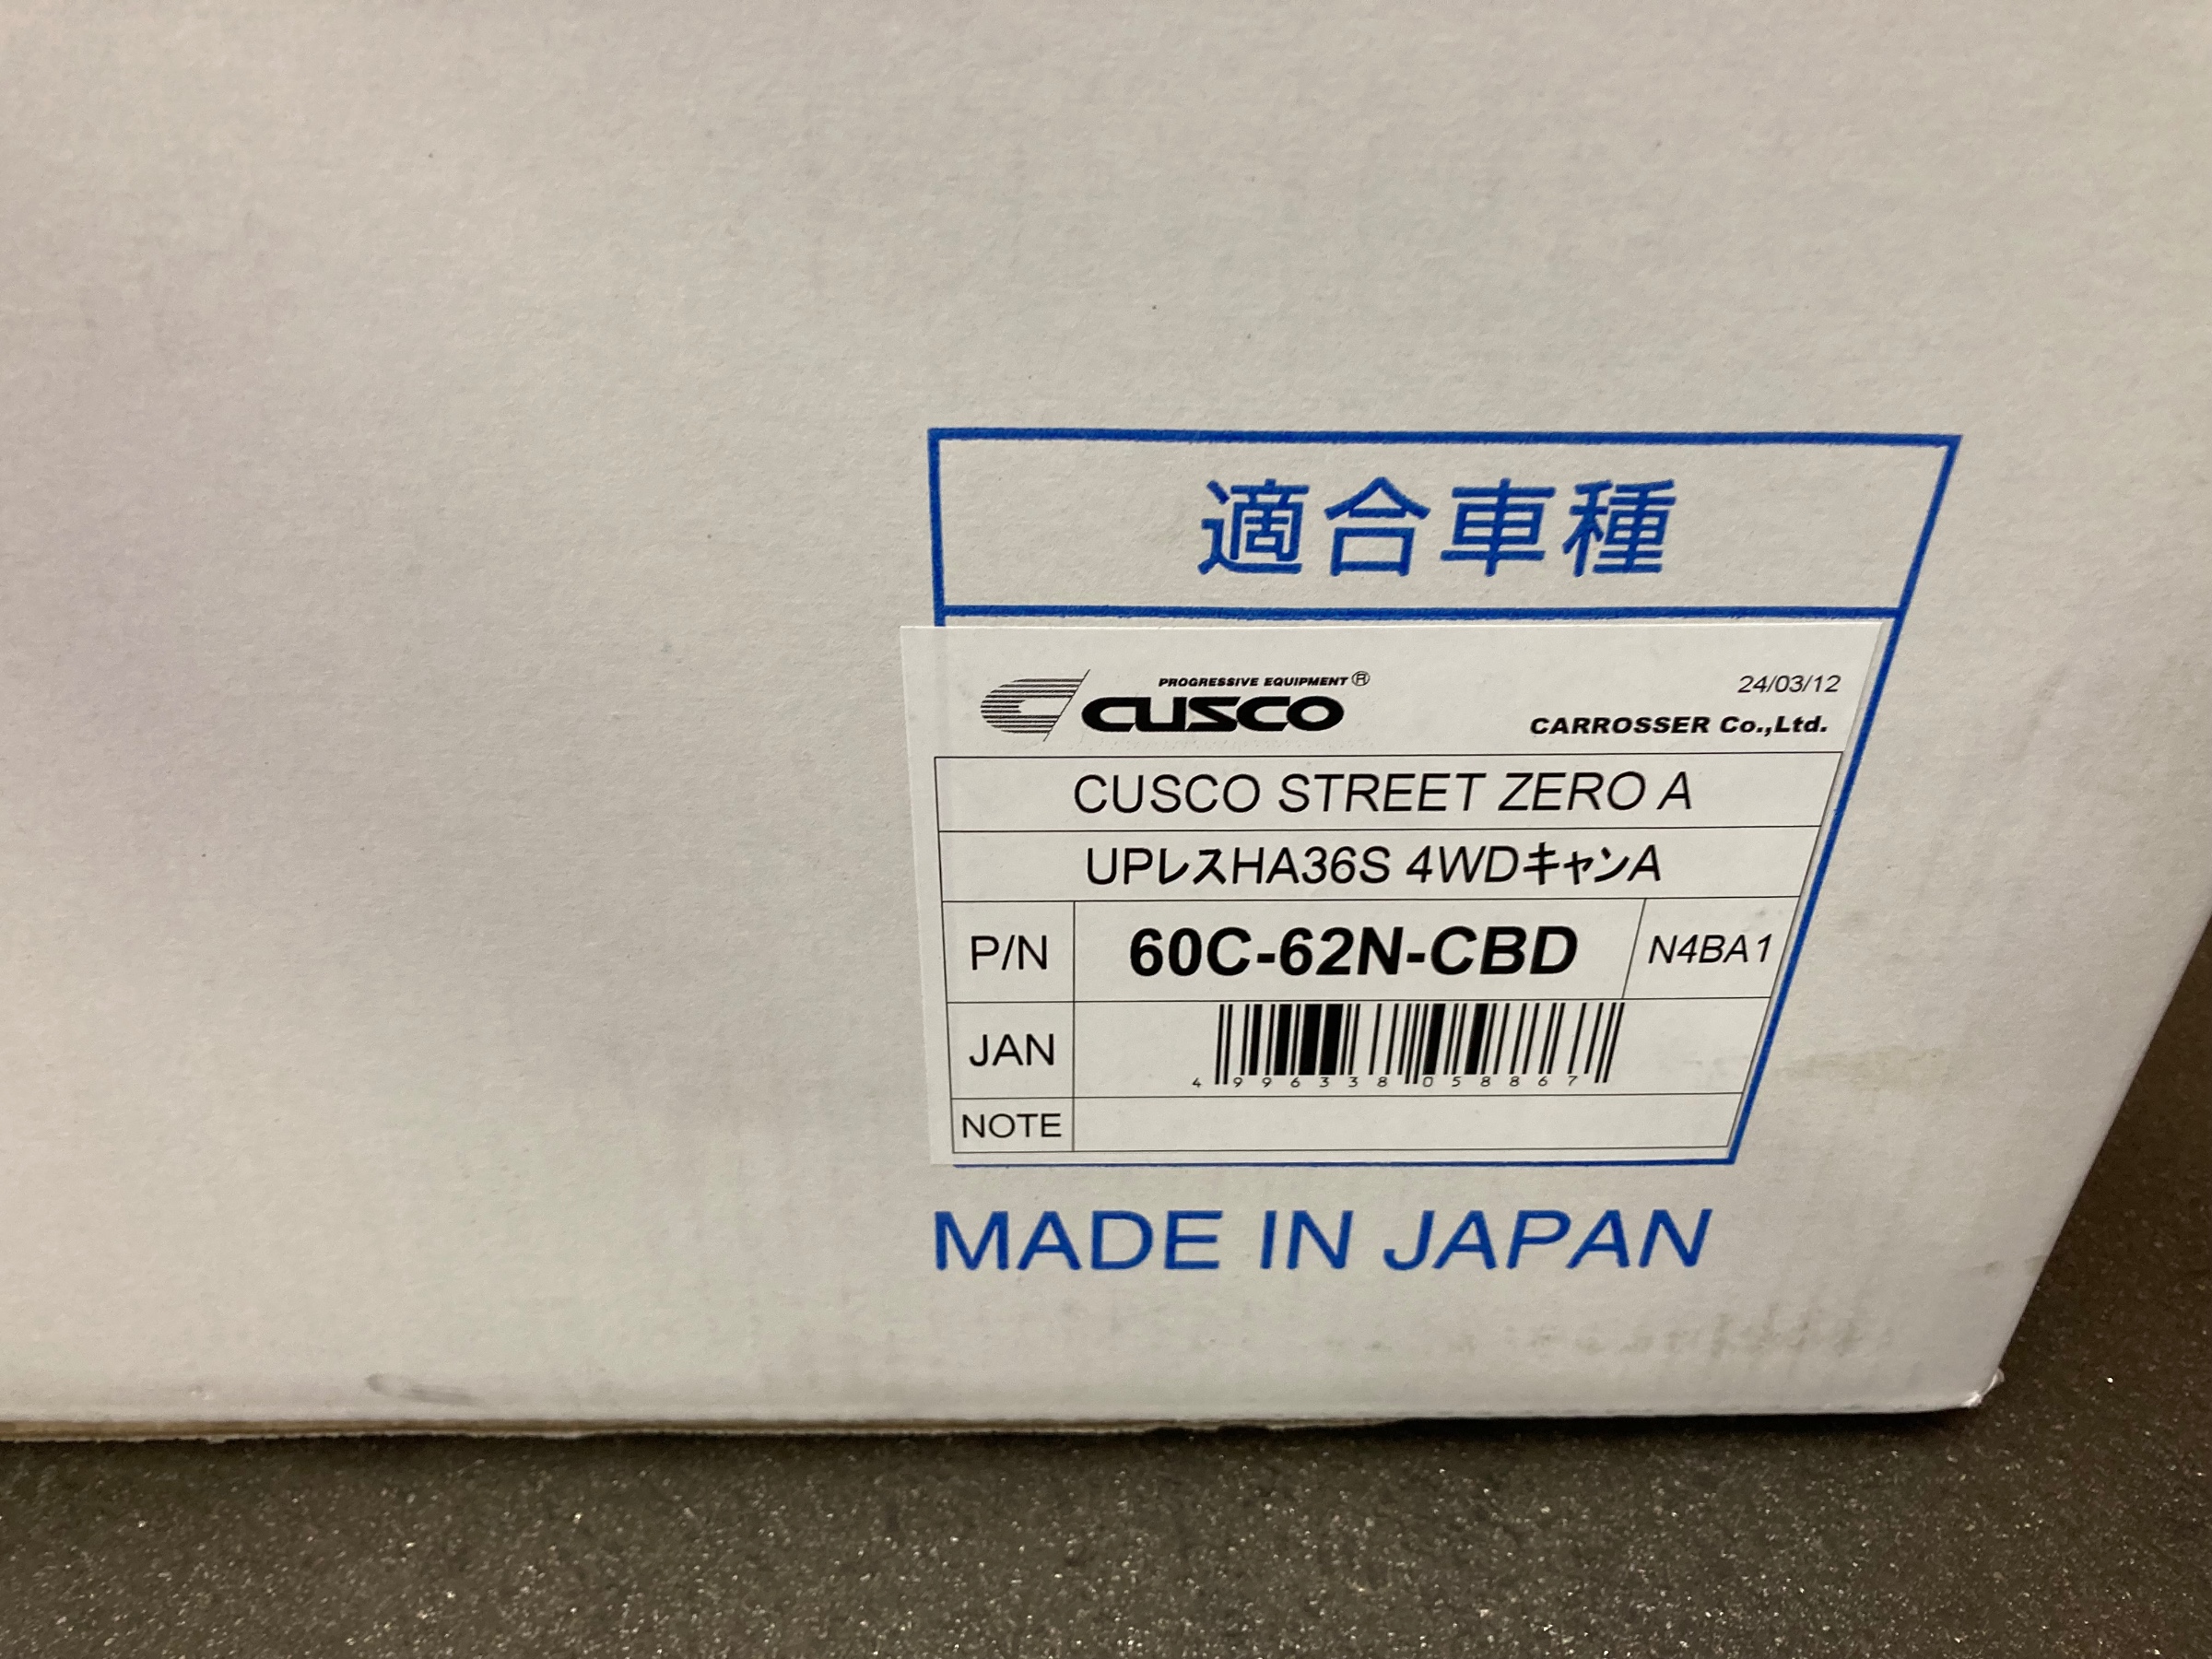 適合車種
PROGRESSIVE EQUIPMENT®
CUSCO
24/03/12
CARROSSER Co.,Ltd.
CUSCO STREET ZERO A
UPレスHA36S 4WDキャンA
P/N 60C-62N-CBD N4BA1
JAN 4996338058867
NOTE
MADE IN JAPAN